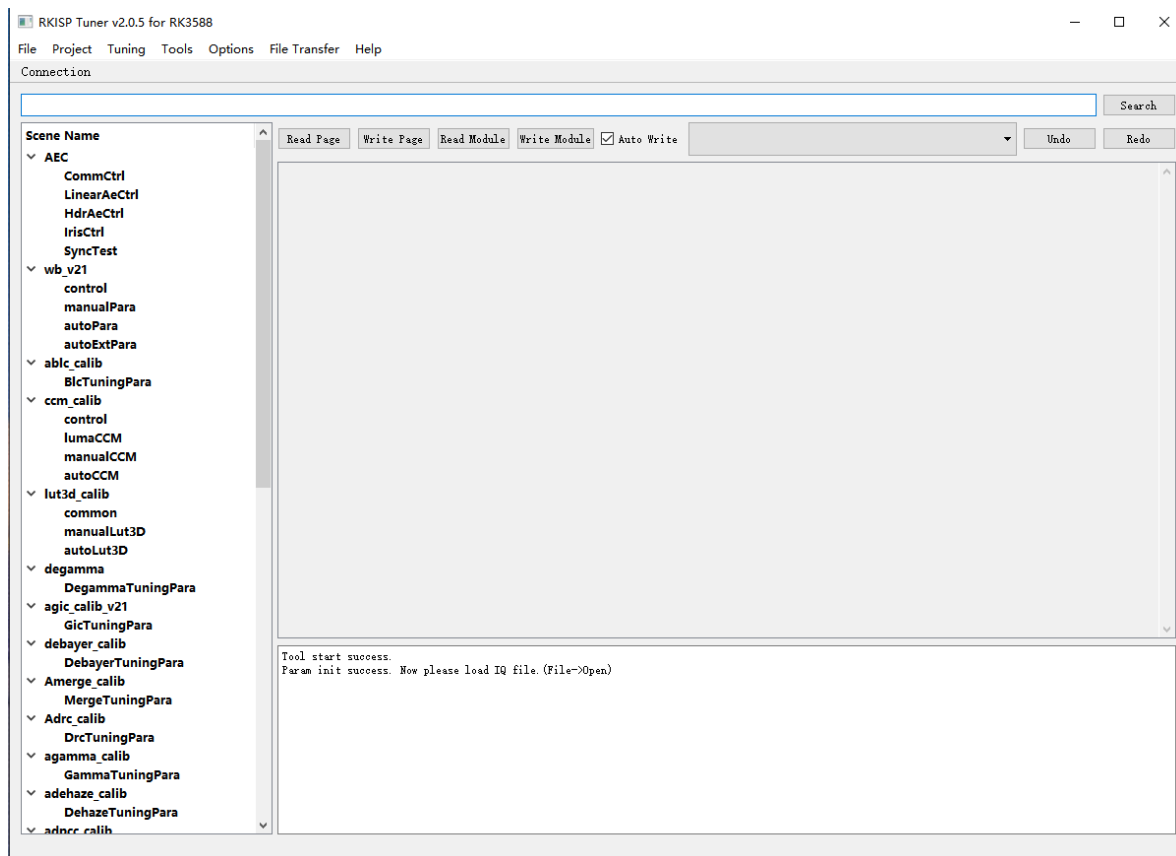 RKISP Tuner v2.0.5 for RK3588
File Project Tuning Tools Options File Transfer Help
Connection
Search
Scene Name
Read Page Write Page Read Module Write Module Auto Write Undo Redo
AEC
CommCtrl
LinearAeCtrl
HdrAeCtrl
IrisCtrl
SyncTest
wb_v21
control
manualPara
autoPara
autoExtPara
ablc_calib
BlcTuningPara
ccm_calib
control
lumaCCM
manualCCM
autoCCM
lut3d_calib
common
manualLut3D
autoLut3D
degamma
DegammaTuningPara
agic_calib_v21
GicTuningPara
debayer_calib
DebayerTuningPara
Amerge_calib
MergeTuningPara
Adrc_calib
DrcTuningPara
agamma_calib
GammaTuningPara
adehaze_calib
DehazeTuningPara
adpcc_calib
Tool start success.
Param init success. Now please load IQ file.(File->Open)